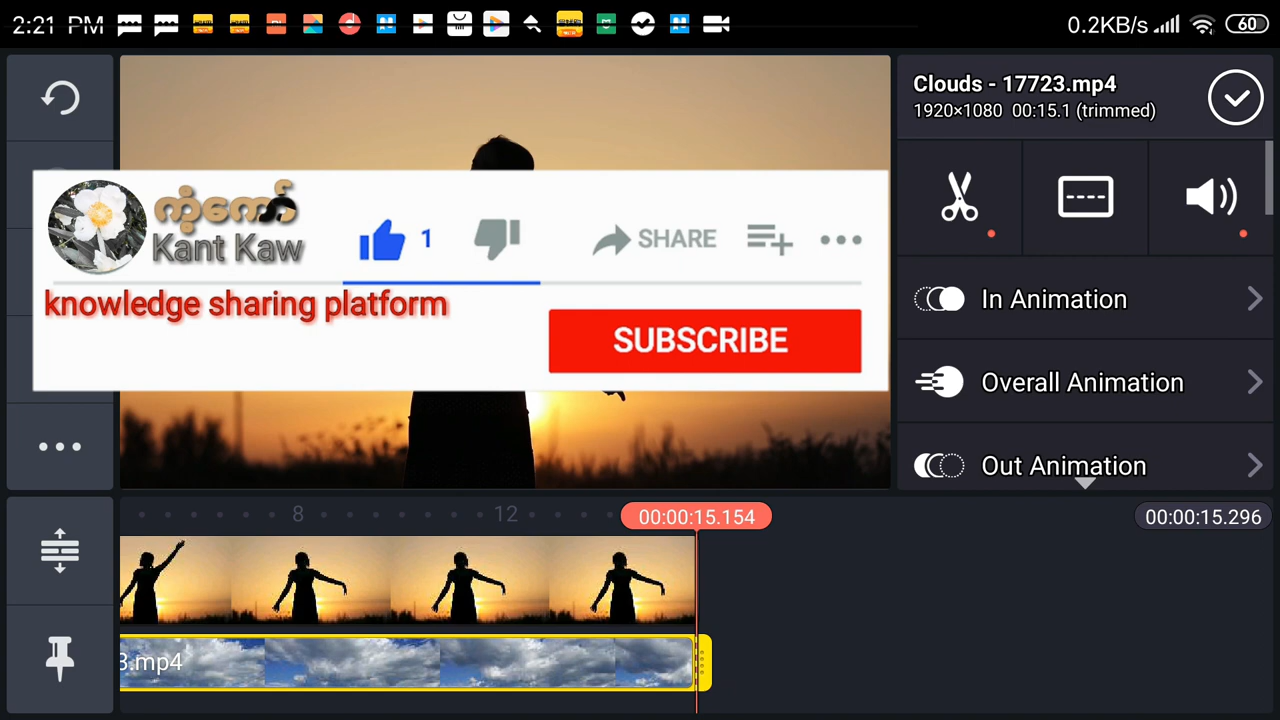 2:21 PM
0.2KB/s
60
Clouds - 17723.mp4
1920×1080 00:15.1 (trimmed)
ကံ့ကော်
Kant Kaw
1
SHARE
knowledge sharing platform
SUBSCRIBE
In Animation
Overall Animation
Out Animation
8
12
00:00:15.154
00:00:15.296
3.mp4